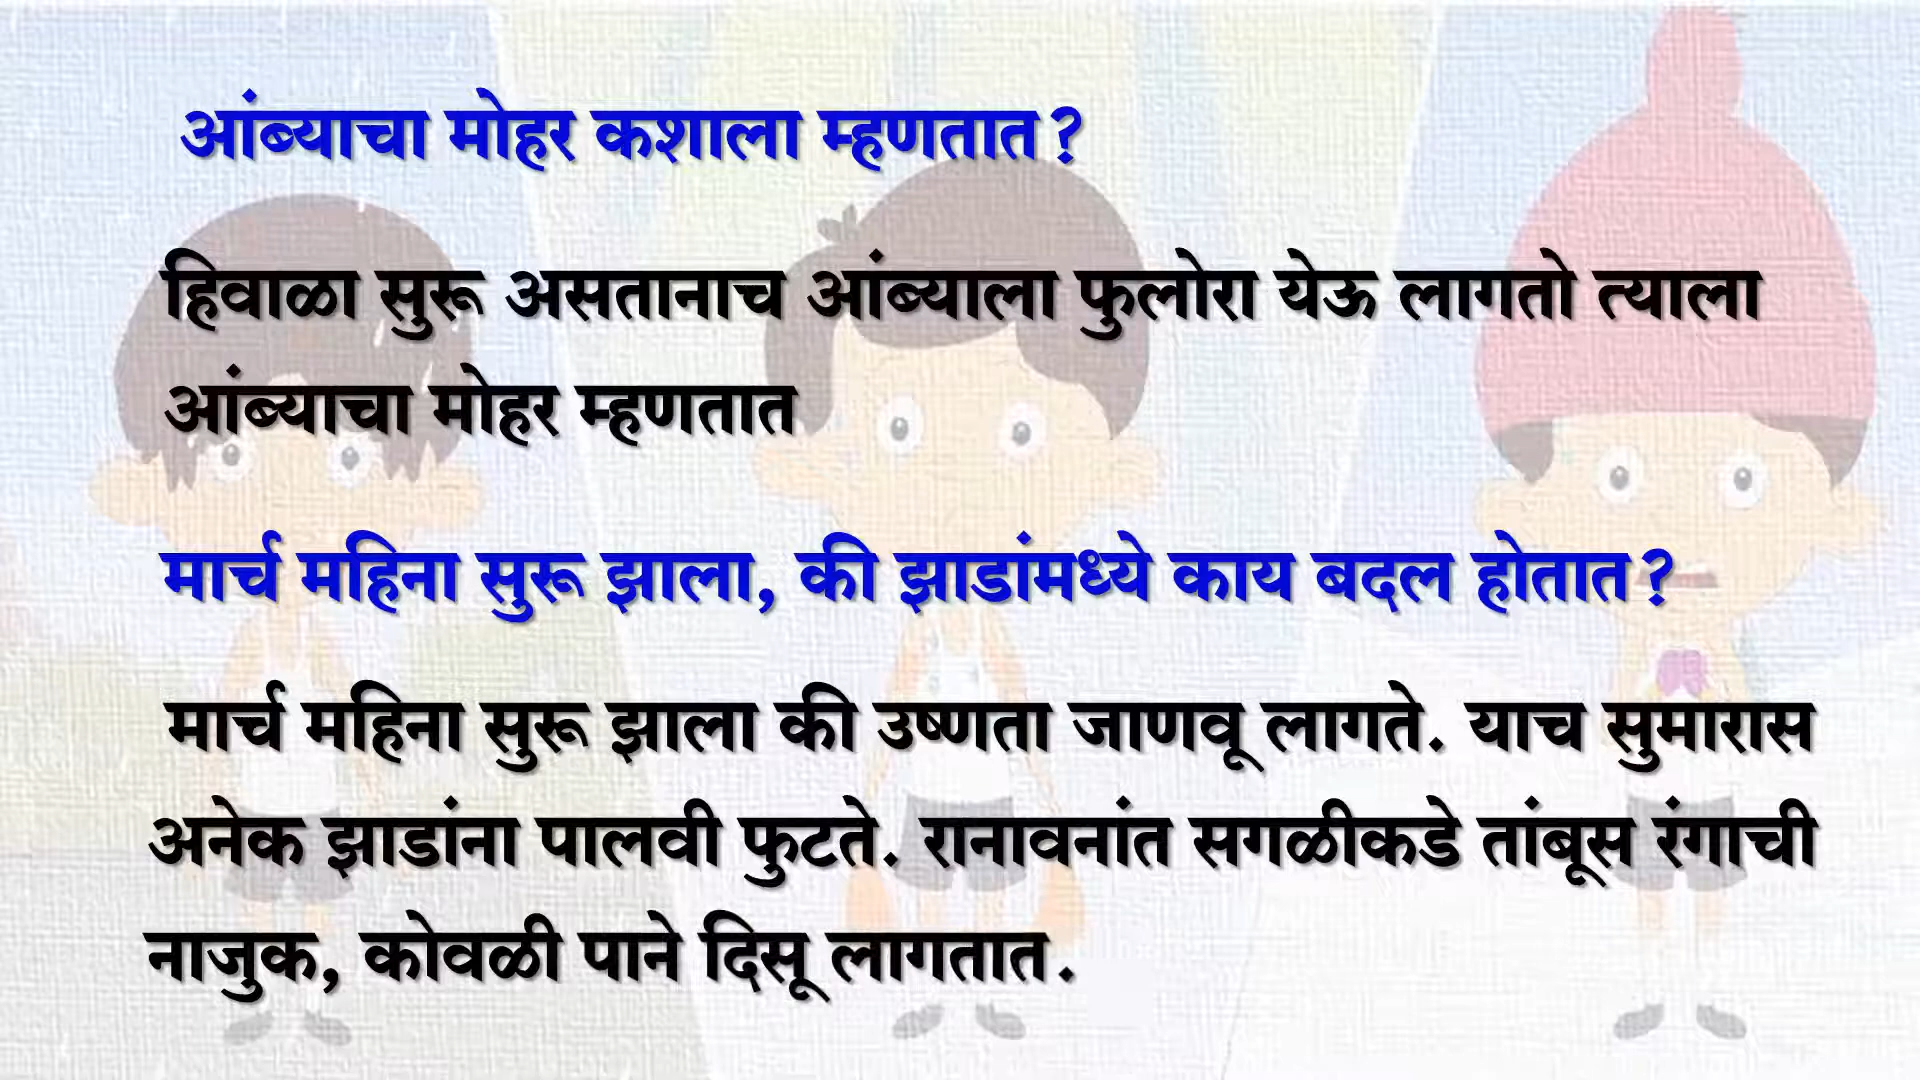 आंब्याचा मोहर कशाला म्हणतात?
हिवाळा सुरू असतानाच आंब्याला फुलोरा येऊ लागतो त्याला
आंब्याचा मोहर म्हणतात
मार्च महिना सुरू झाला, की झाडांमध्ये काय बदल होतात?
मार्च महिना सुरू झाला की उष्णता जाणवू लागते. याच सुमारास
अनेक झाडांना पालवी फुटते. रानावनांत सगळीकडे तांबूस रंगाची
नाजुक, कोवळी पाने दिसू लागतात.